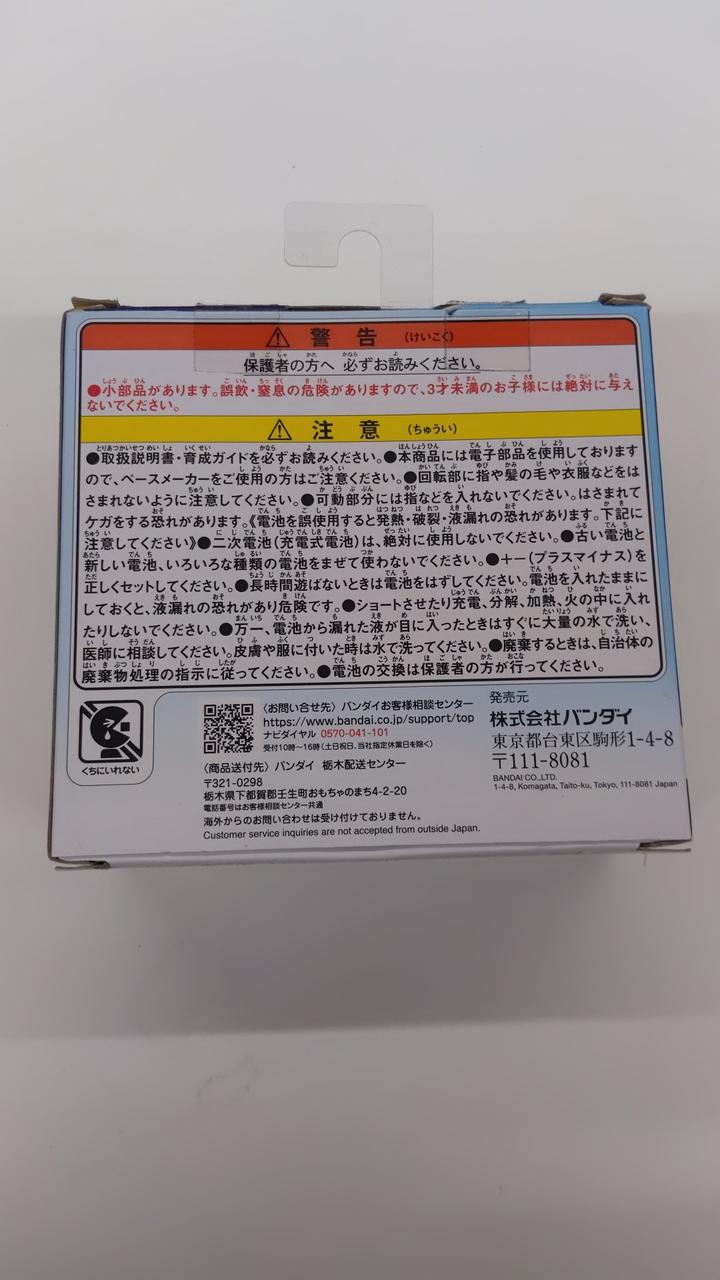 警告 (けいこく)
保護者の方へ 必ずお読みください。
●小部品があります。誤飲・窒息の危険がありますので、3才未満のお子様には絶対に与え
ないでください。
注意 (ちゅうい)
●取扱説明書・育成ガイドを必ずお読みください。●本商品には電子部品を使用しております
ので、ペースメーカーをご使用の方はご注意ください。●回転部に指や髪の毛や衣服などをは
さまれないように注意してください。●可動部分には指などを入れないでください。はさまれて
ケガをする恐れがあります。《電池を誤使用すると発熱・破裂・液漏れの恐れがあります。下記に
注意してください》●二次電池(充電式電池)は、絶対に使用しないでください。●古い電池と
新しい電池、いろいろな種類の電池をまぜて使わないでください。●+-(プラスマイナス)を
正しくセットしてください。●長時間遊ばないときは電池をはずしてください。電池を入れたままに
しておくと、液漏れの恐れがあり危険です。●ショートさせたり充電、分解、加熱、火の中に入れ
たりしないでください。●万一、電池から漏れた液が目に入ったときはすぐに大量の水で洗い、
医師に相談してください。皮膚や服に付いた時は水で洗ってください。●廃棄するときは、自治体の
廃棄物処理の指示に従ってください。●電池の交換は保護者の方が行ってください。
くちにいれない
〈お問い合せ先〉バンダイお客様相談センター
https://www.bandai.co.jp/support/top
ナビダイヤル 0570-041-101
受付10時~16時(土日祝日、当社指定休業日を除く)
〈商品送付先〉バンダイ 栃木配送センター
〒321-0298
栃木県下都賀郡壬生町おもちゃのまち4-2-20
電話番号はお客様相談センター共通
海外からのお問い合わせは受け付けておりません。
Customer service inquiries are not accepted from outside Japan.
発売元
株式会社バンダイ
東京都台東区駒形1-4-8
〒111-8081
BANDAI CO.,LTD.
1-4-8, Komagata, Taito-ku, Tokyo, 111-8081 Japan